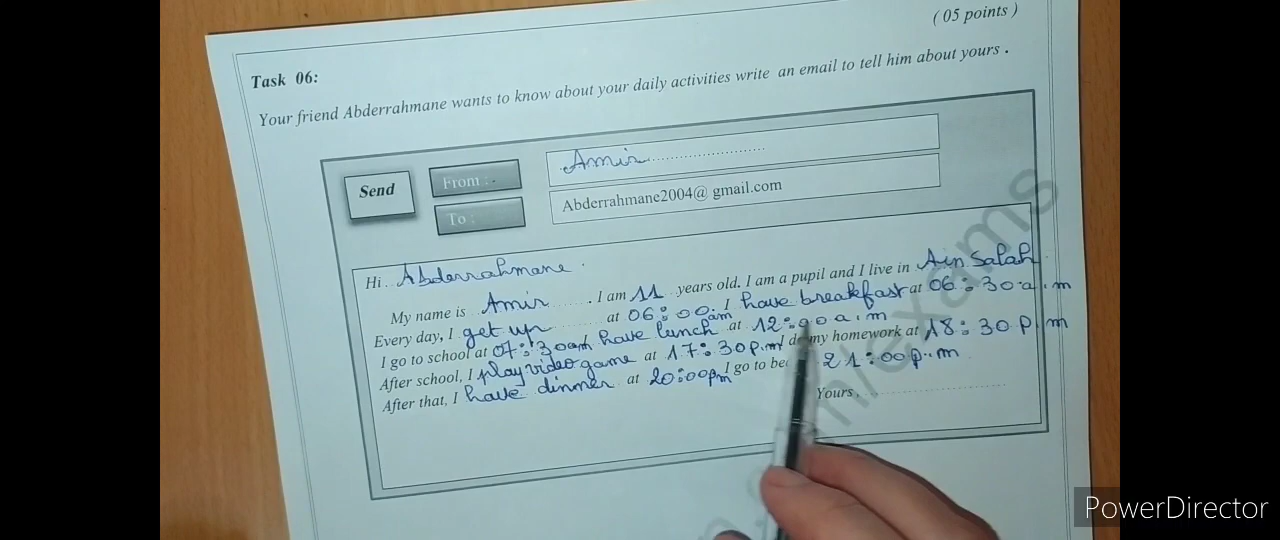 ( 05 points )
Task 06:
Your friend Abderrahmane wants to know about your daily activities write an email to tell him about yours .
Send
From :
Amir
To :
Abderrahmane2004@ gmail.com
Hi . Abderrahmane .
My name is Amir . I am 11 years old. I am a pupil and I live in Ain Salah
Every day, I get up at 06:00. am I have breakfast at 06:30 a.m
I go to school at 07:30 am have lunch at 12:00 a.m
After school, I play video game at 17:30 p.m I do my homework at 18:30 p.m
After that, I have dinner at 20:00 pm I go to be 21:00 p.m
Yours ,
m/exams
PowerDirector